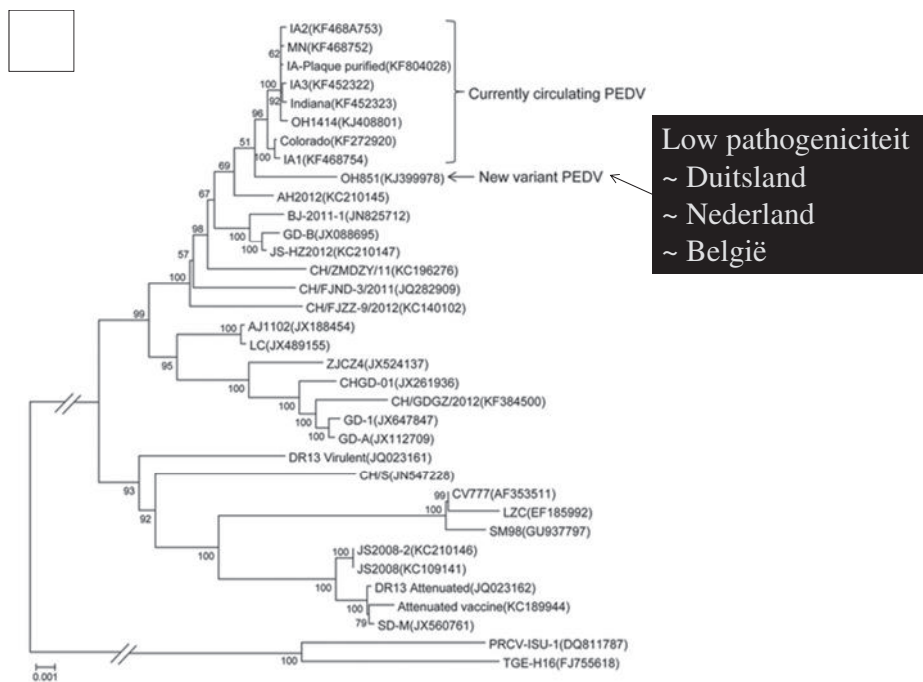 IA2(KF468A753)
MN(KF468752)
62
IA-Plaque purified(KF804028)
100
IA3(KF452322)
Currently circulating PEDV
92
Indiana(KF452323)
96
OH1414(KJ408801)
51
Colorado(KF272920)
100
IA1(KF468754)
69
OH851(KJ399978)
New variant PEDV
Low pathogeniciteit
~ Duitsland
~ Nederland
~ België
67
AH2012(KC210145)
BJ-2011-1(JN825712)
98
GD-B(JX088695)
100
100
JS-HZ2012(KC210147)
57
CH/ZMDZY/11(KC196276)
100
CH/FJND-3/2011(JQ282909)
CH/FJZZ-9/2012(KC140102)
99
100
AJ1102(JX188454)
LC(JX489155)
95
ZJCZ4(JX524137)
100
CHGD-01(JX261936)
100
CH/GDGZ/2012(KF384500)
100
GD-1(JX647847)
100
GD-A(JX112709)
DR13 Virulent(JQ023161)
93
CH/S(JN547228)
92
99
CV777(AF353511)
100
LZC(EF185992)
SM98(GU937797)
100
100
JS2008-2(KC210146)
JS2008(KC109141)
100
DR13 Attenuated(JQ023162)
100
Attenuated vaccine(KC189944)
79
SD-M(JX560761)
PRCV-ISU-1(DQ811787)
100
TGE-H16(FJ755618)
0.001